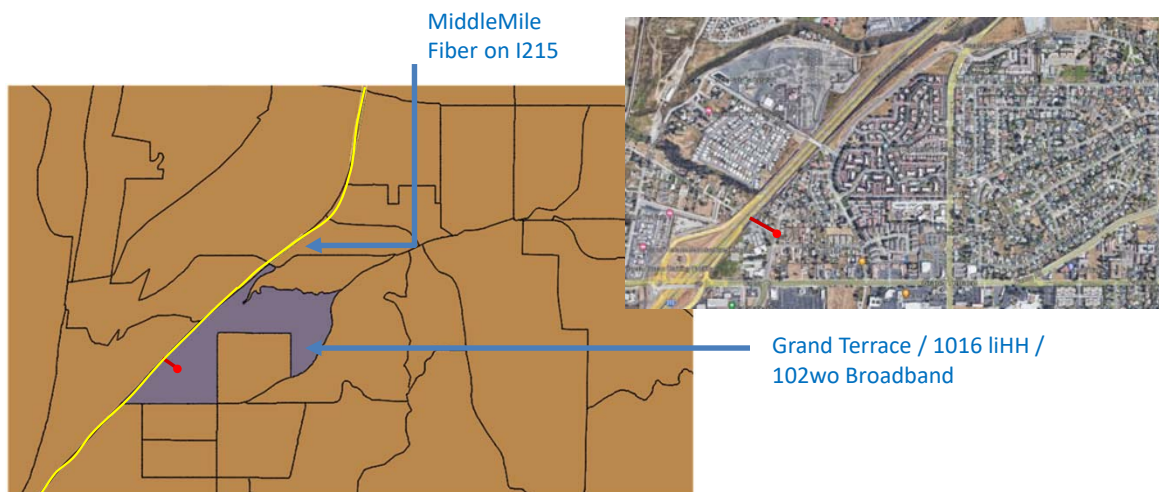 MiddleMile
Fiber on I215
Grand Terrace / 1016 liHH /
102wo Broadband